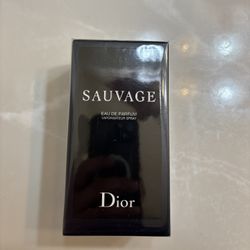 SAUVAGE
EAU DE PARFUM
VAPORISATEUR SPRAY
Dior